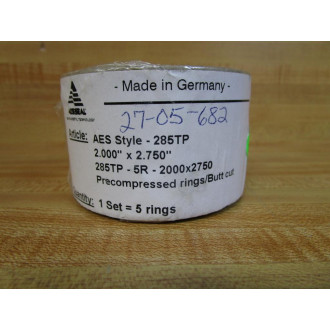 - Made in Germany -
AESSEAL
27-05-682
Article: AES Style - 285TP
2.000" x 2.750"
285TP - 5R - 2000x2750
Precompressed rings/Butt cut
1 Set = 5 rings